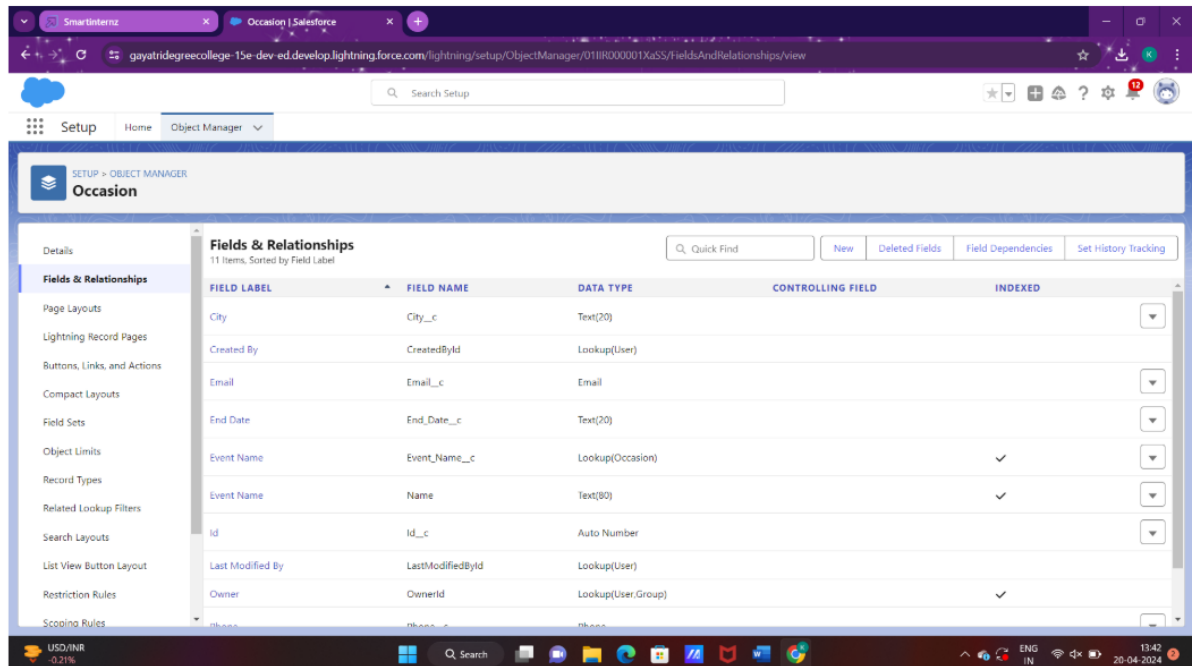 Smartinternz
Occasion | Salesforce
gayatridegreecollege-15e-dev-ed.develop.lightning.force.com/lightning/setup/ObjectManager/01IIR000001XaSS/FieldsAndRelationships/view
K
Search Setup
12
Setup Home Object Manager
SETUP > OBJECT MANAGER
Occasion
Details
Fields & Relationships
Page Layouts
Lightning Record Pages
Buttons, Links, and Actions
Compact Layouts
Field Sets
Object Limits
Record Types
Related Lookup Filters
Search Layouts
List View Button Layout
Restriction Rules
Scoping Rules
Fields & Relationships
11 Items, Sorted by Field Label
Quick Find New Deleted Fields Field Dependencies Set History Tracking
FIELD LABEL FIELD NAME DATA TYPE CONTROLLING FIELD INDEXED
City City__c Text(20)
Created By CreatedById Lookup(User)
Email Email__c Email
End Date End_Date__c Text(20)
Event Name Event_Name__c Lookup(Occasion)
Event Name Name Text(80)
Id Id__c Auto Number
Last Modified By LastModifiedById Lookup(User)
Owner OwnerId Lookup(User,Group)
Phone Phone__c Phone
USD/INR
-0.21%
Search
ENG
IN
13:42
20-04-2024
2